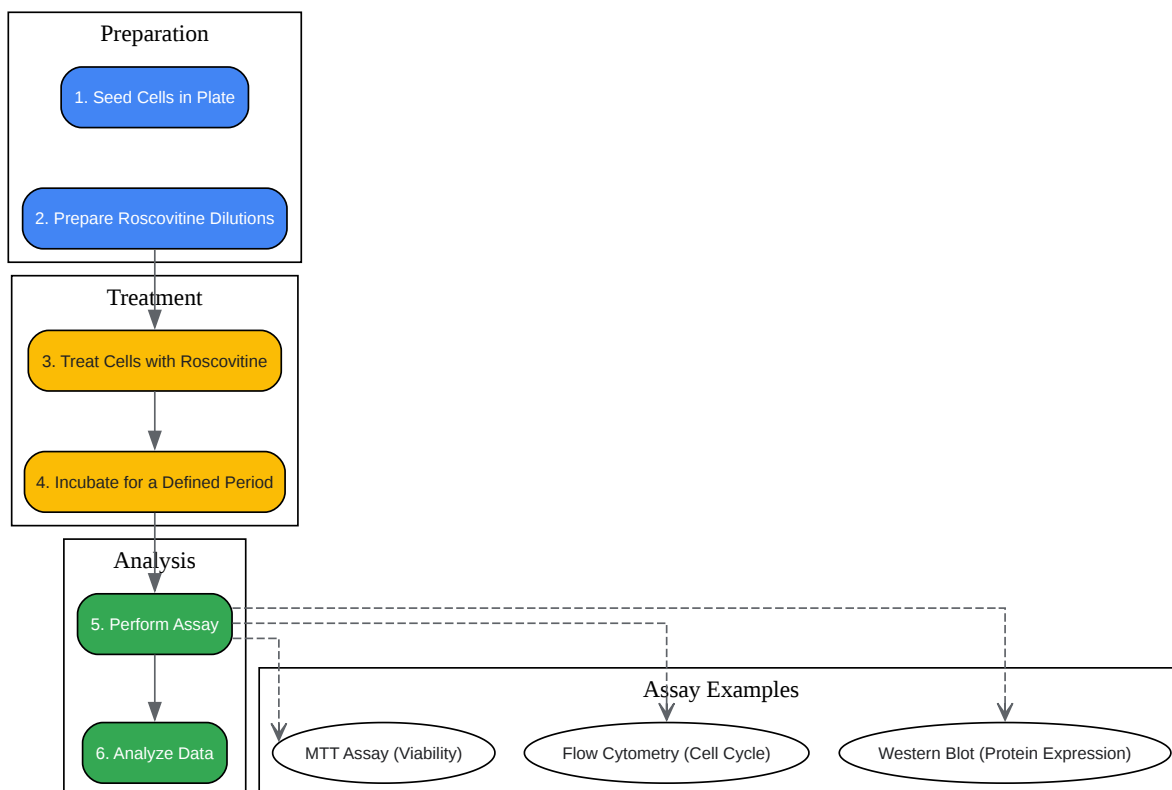 Preparation
1. Seed Cells in Plate
2. Prepare Roscovitine Dilutions
Treatment
3. Treat Cells with Roscovitine
4. Incubate for a Defined Period
Analysis
5. Perform Assay
Assay Examples
6. Analyze Data
MTT Assay (Viability)
Flow Cytometry (Cell Cycle)
Western Blot (Protein Expression)